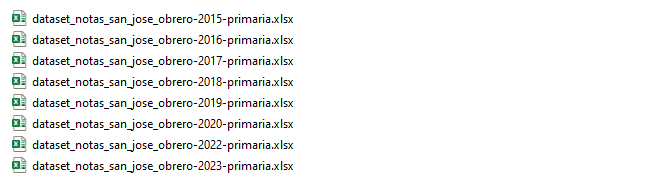 dataset_notas_san_jose_obrero-2015-primaria.xlsx
dataset_notas_san_jose_obrero-2016-primaria.xlsx
dataset_notas_san_jose_obrero-2017-primaria.xlsx
dataset_notas_san_jose_obrero-2018-primaria.xlsx
dataset_notas_san_jose_obrero-2019-primaria.xlsx
dataset_notas_san_jose_obrero-2020-primaria.xlsx
dataset_notas_san_jose_obrero-2022-primaria.xlsx
dataset_notas_san_jose_obrero-2023-primaria.xlsx